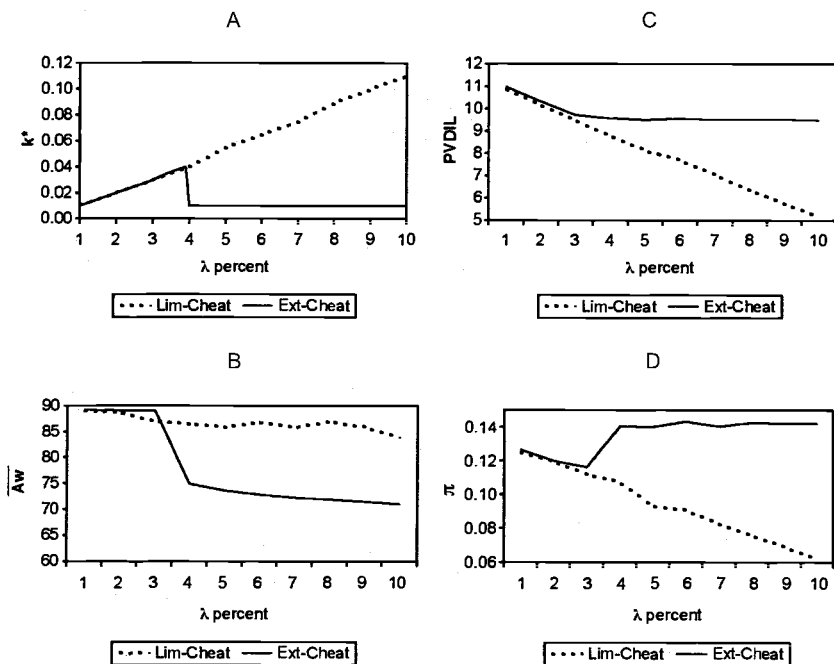 A
0.12
0.10
0.08
0.06
0.04
0.02
0.00
k*
1 2 3 4 5 6 7 8 9 10
λ percent
Lim-Cheat Ext-Cheat
C
12
11
10
9
8
7
6
5
PVDIL
1 2 3 4 5 6 7 8 9 10
λ percent
Lim-Cheat Ext-Cheat
B
90
85
80
75
70
65
60
Aw
1 2 3 4 5 6 7 8 9 10
λ percent
Lim-Cheat Ext-Cheat
D
0.14
0.12
0.10
0.08
0.06
π
1 2 3 4 5 6 7 8 9 10
λ percent
Lim-Cheat Ext-Cheat